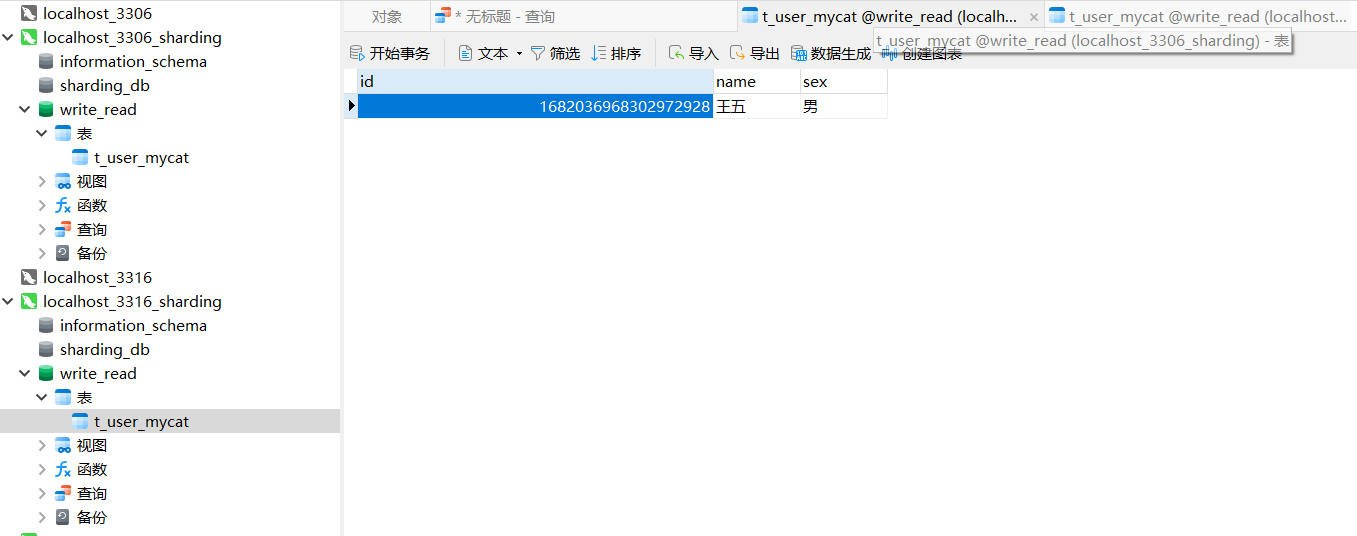 localhost_3306
localhost_3306_sharding
information_schema
sharding_db
write_read
表
t_user_mycat
视图
函数
查询
备份
localhost_3316
localhost_3316_sharding
information_schema
sharding_db
write_read
表
t_user_mycat
视图
函数
查询
备份
对象 * 无标题 - 查询 t_user_mycat @write_read (localh... t_user_mycat @write_read (localhost...
开始事务 文本 筛选 排序 导入 导出 数据生成 创建图表
t_user_mycat @write_read (localhost_3306_sharding) - 表
id name sex
1682036968302972928 王五 男